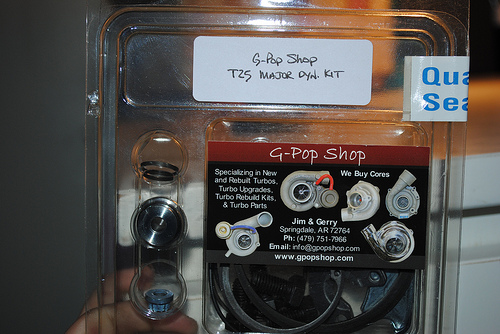 G-Pop Shop
T25 MAJOR DYN. KIT
Qua
Sea
G-Pop Shop
Specializing in New
and Rebuilt Turbos,
Turbo Upgrades,
Turbo Rebuild Kits,
& Turbo Parts
We Buy Cores
Jim & Gerry
Springdale, AR 72764
Ph: (479) 751-7966
Email: info@gpopshop.com
www.gpopshop.com